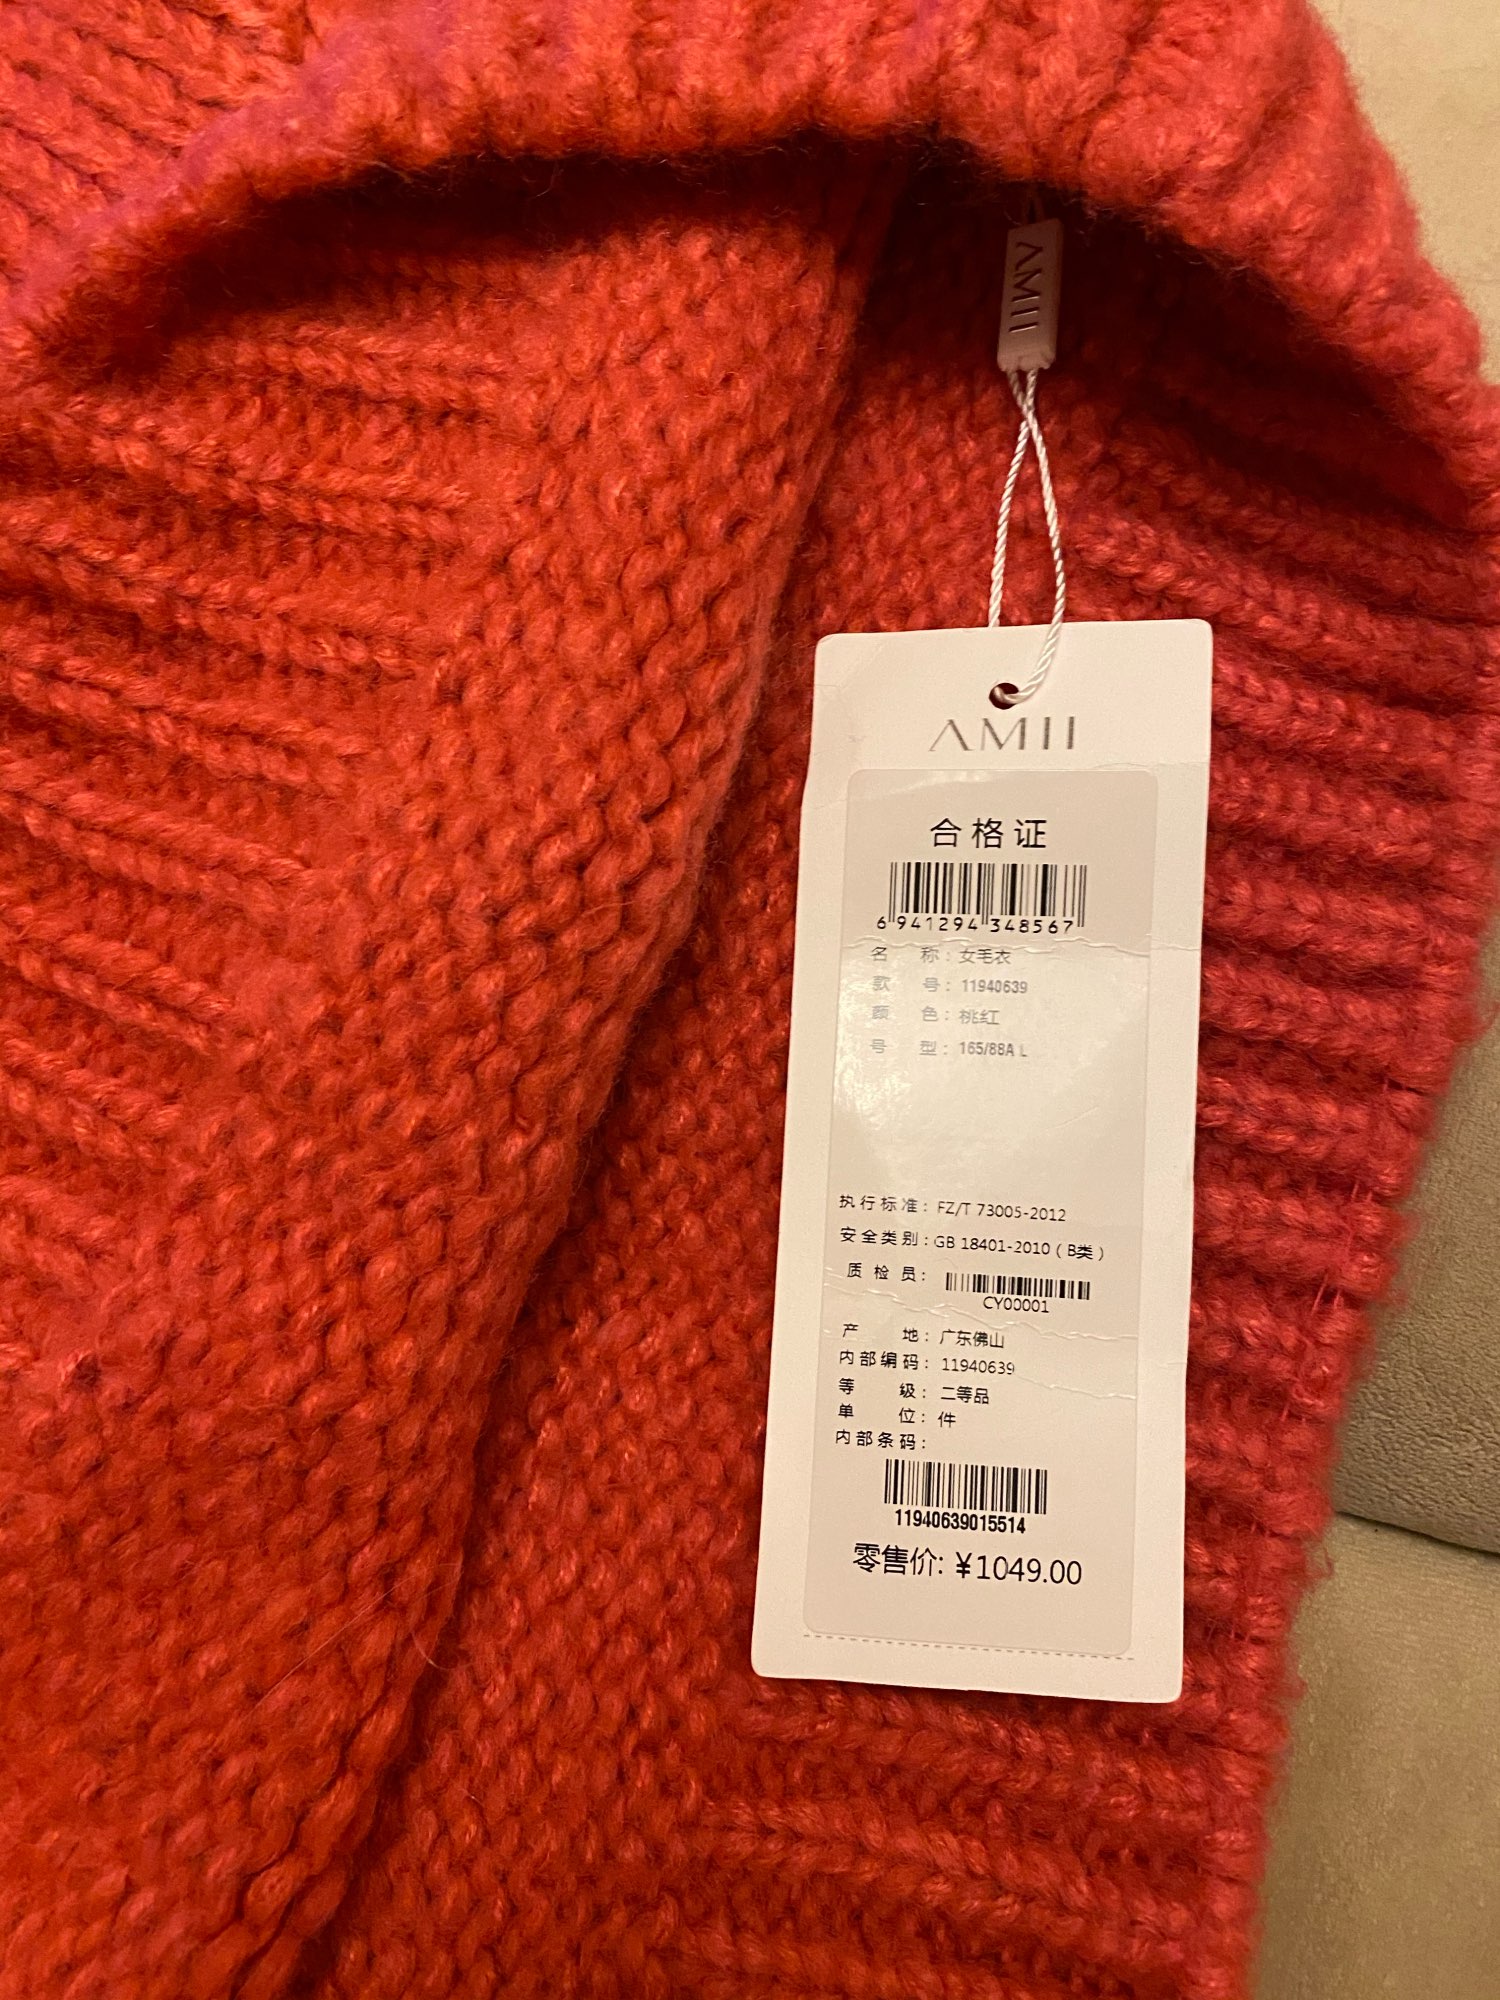 AMII
AMII
合格证
6 941294 348567
名 称：女毛衣
款 号：11940639
颜 色：桃红
号 型：165/88A L
执行标准：FZ/T 73005-2012
安全类别：GB 18401-2010（B类）
质检员：
CY00001
产 地：广东佛山
内部编码：11940639
等 级：二等品
单 位：件
内部条码：
11940639015514
零售价: ¥1049.00